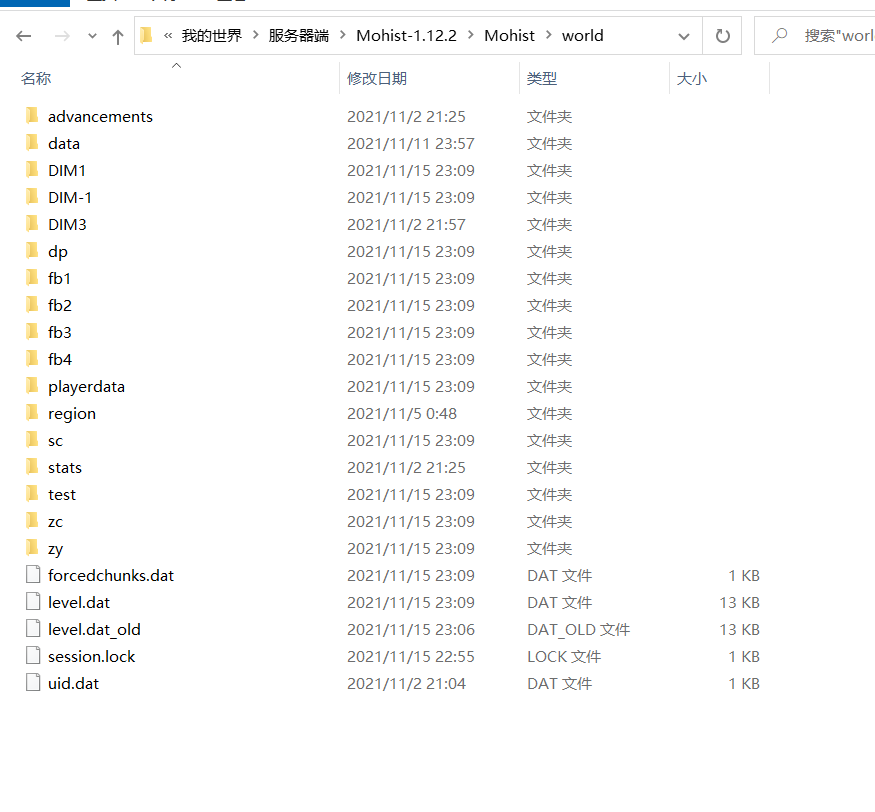 « 我的世界 > 服务器端 > Mohist-1.12.2 > Mohist > world 搜索"worl
名称 修改日期 类型 大小
advancements 2021/11/2 21:25 文件夹
data 2021/11/11 23:57 文件夹
DIM1 2021/11/15 23:09 文件夹
DIM-1 2021/11/15 23:09 文件夹
DIM3 2021/11/2 21:57 文件夹
dp 2021/11/15 23:09 文件夹
fb1 2021/11/15 23:09 文件夹
fb2 2021/11/15 23:09 文件夹
fb3 2021/11/15 23:09 文件夹
fb4 2021/11/15 23:09 文件夹
playerdata 2021/11/15 23:09 文件夹
region 2021/11/5 0:48 文件夹
sc 2021/11/15 23:09 文件夹
stats 2021/11/2 21:25 文件夹
test 2021/11/15 23:09 文件夹
zc 2021/11/15 23:09 文件夹
zy 2021/11/15 23:09 文件夹
forcedchunks.dat 2021/11/15 23:09 DAT 文件 1 KB
level.dat 2021/11/15 23:09 DAT 文件 13 KB
level.dat_old 2021/11/15 23:06 DAT_OLD 文件 13 KB
session.lock 2021/11/15 22:55 LOCK 文件 1 KB
uid.dat 2021/11/2 21:04 DAT 文件 1 KB